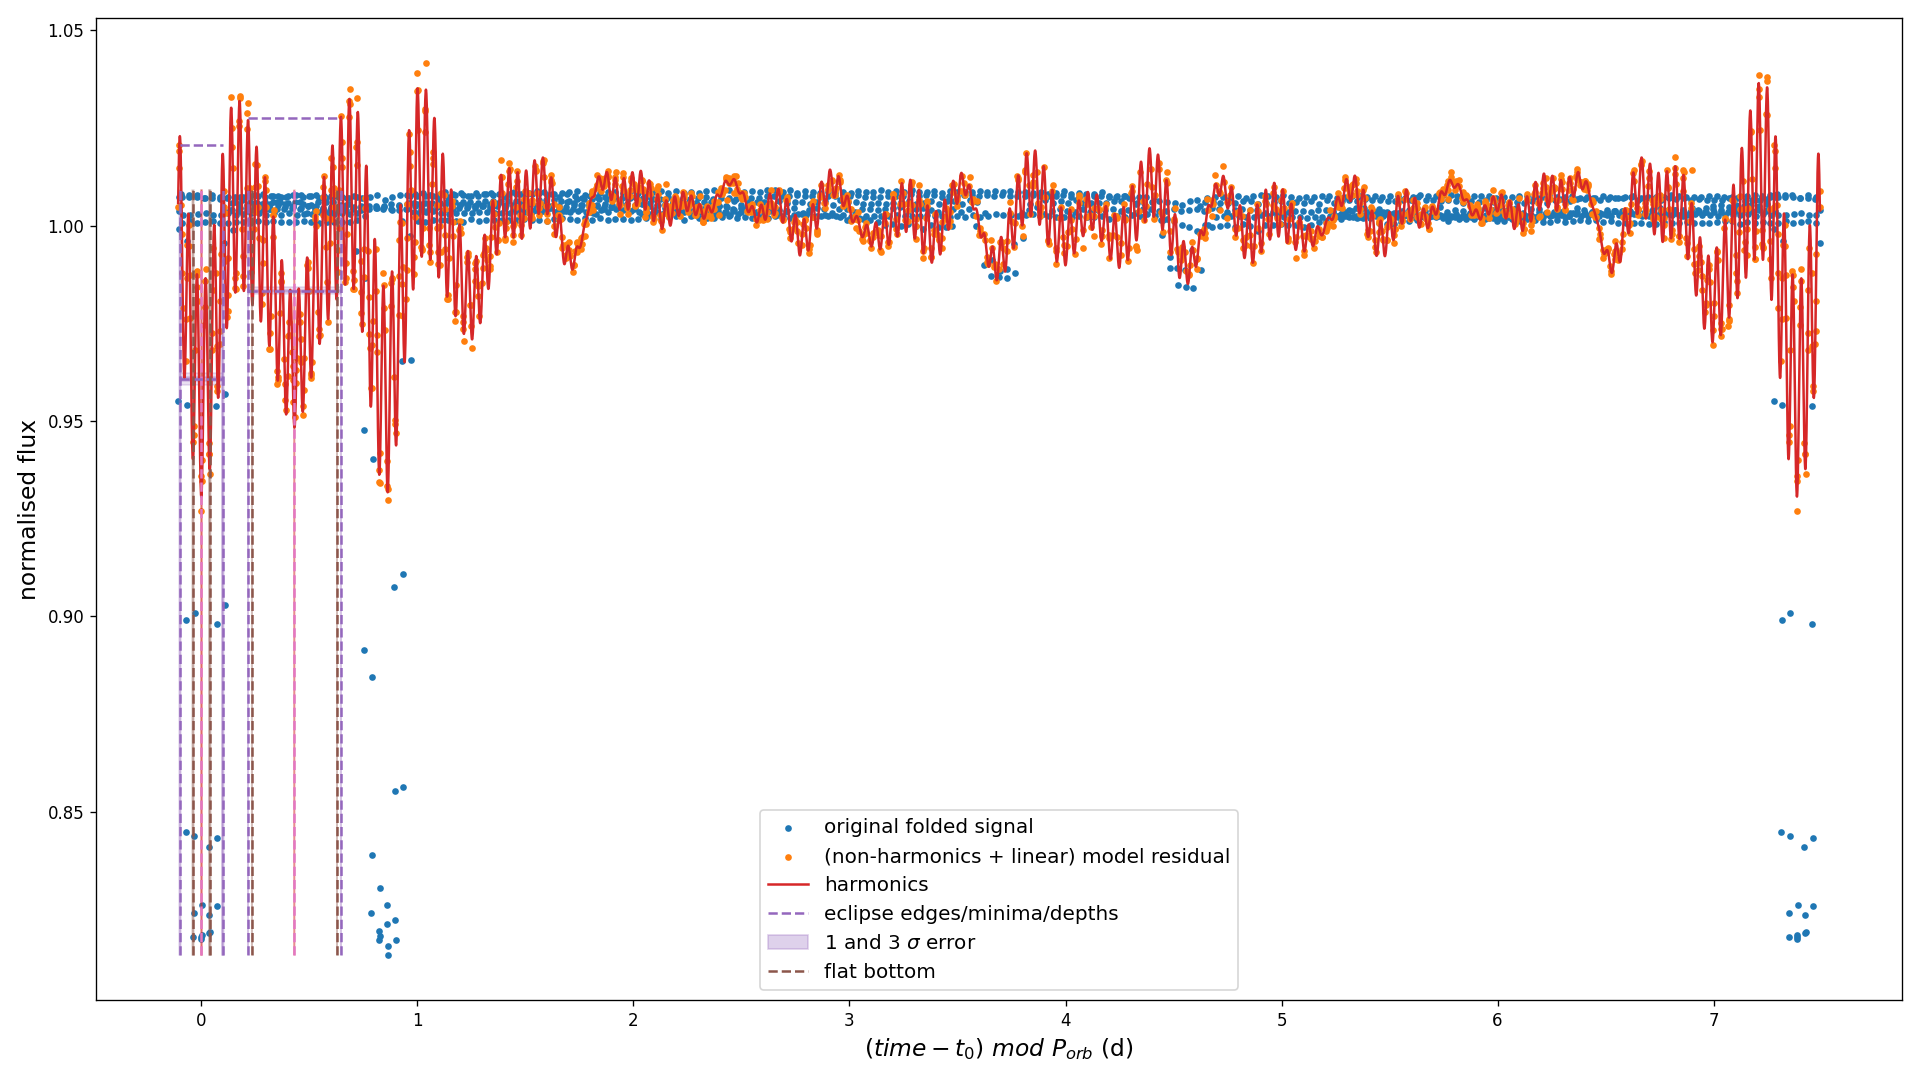 1.05
1.00
0.95
0.90
0.85
normalised flux
original folded signal
(non-harmonics + linear) model residual
harmonics
eclipse edges/minima/depths
1 and 3 σ error
flat bottom
0 1 2 3 4 5 6 7
(time − t₀) mod P_orb (d)